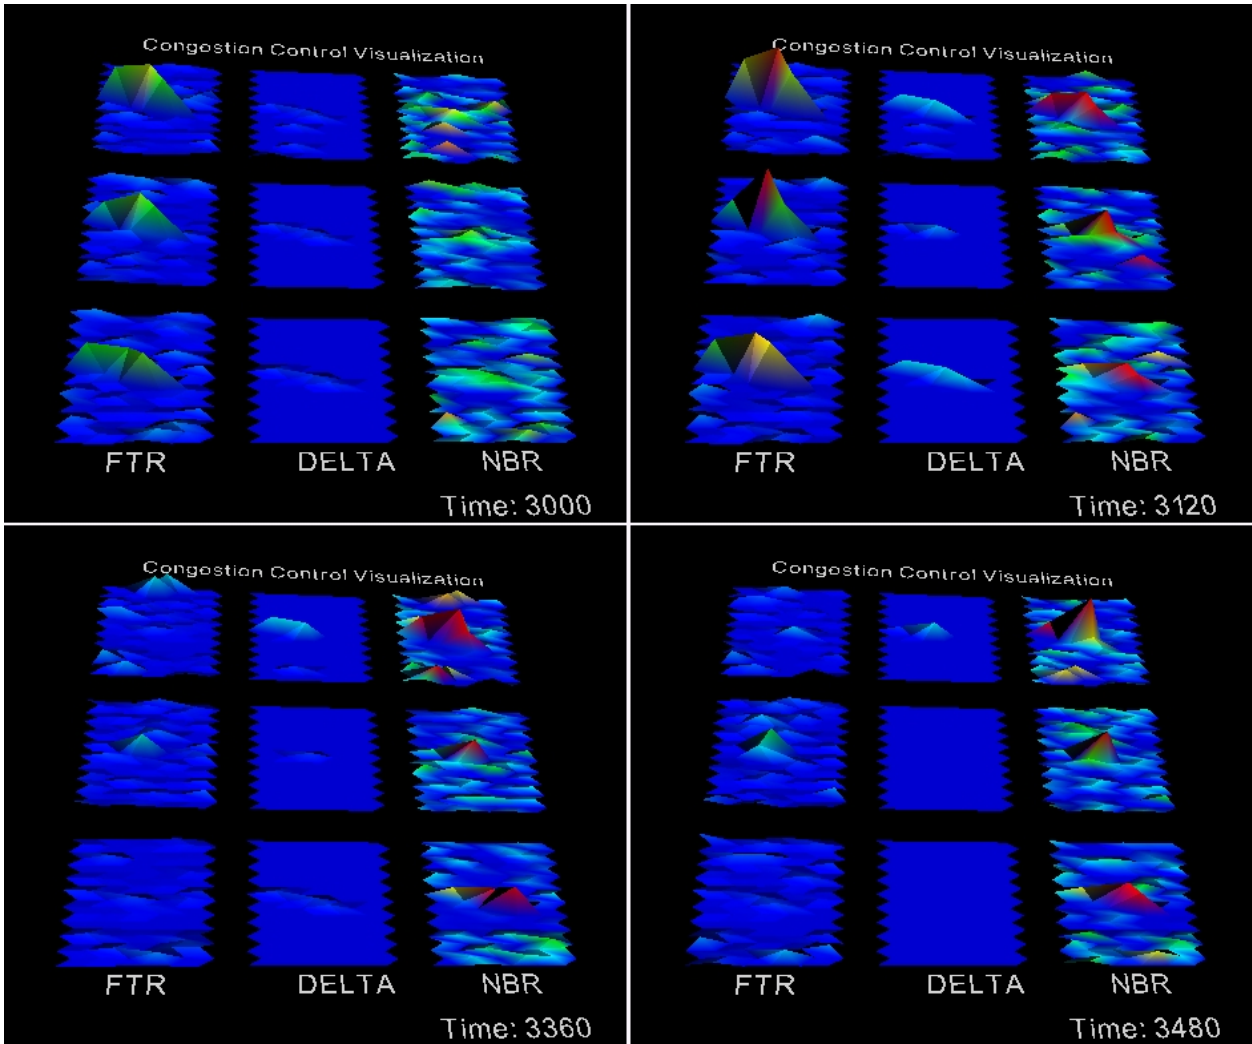 Congestion Control Visualization
FTR DELTA NBR
Time: 3000
Congestion Control Visualization
FTR DELTA NBR
Time: 3120
Congestion Control Visualization
FTR DELTA NBR
Time: 3360
Congestion Control Visualization
FTR DELTA NBR
Time: 3480